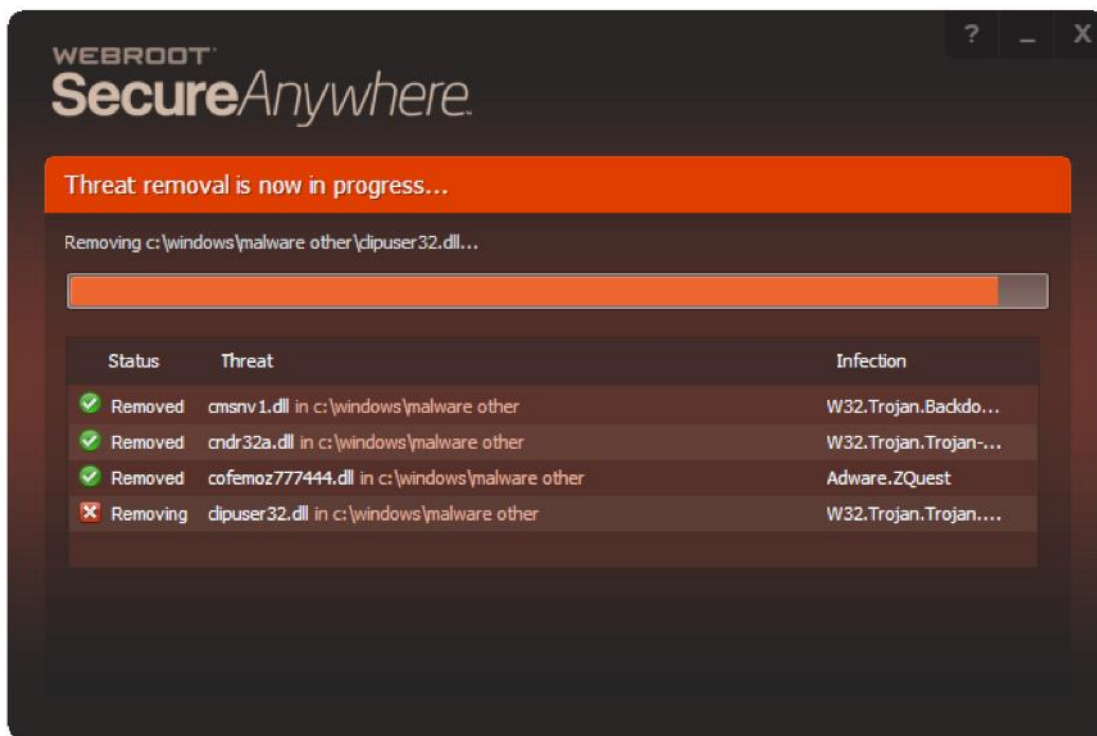 ? _ X
WEBROOT®
SecureAnywhere™
Threat removal is now in progress...
Removing c:\windows\malware other\clipuser32.dll...
Status Threat Infection
Removed cmsnv1.dll in c:\windows\malware other W32.Trojan.Backdo...
Removed cndr32a.dll in c:\windows\malware other W32.Trojan.Trojan-...
Removed cofemoz777444.dll in c:\windows\malware other Adware.ZQuest
Removing clipuser32.dll in c:\windows\malware other W32.Trojan.Trojan....